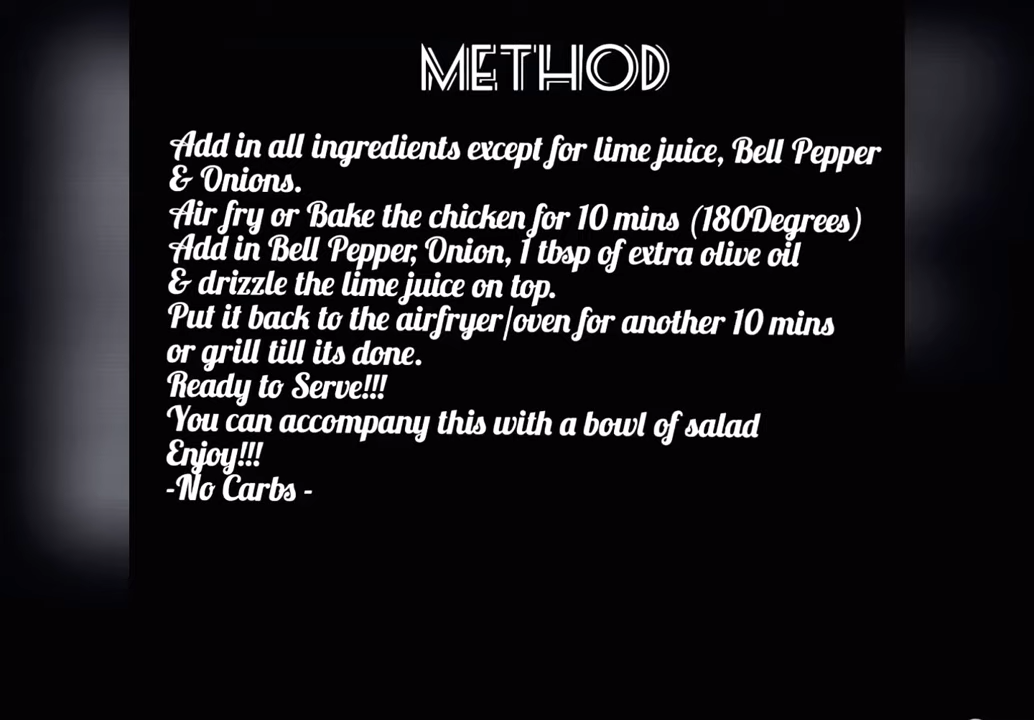 METHOD
Add in all ingredients except for lime juice, Bell Pepper
& Onions.
Air fry or Bake the chicken for 10 mins (180Degrees)
Add in Bell Pepper, Onion, 1 tbsp of extra olive oil
& drizzle the lime juice on top.
Put it back to the airfryer/oven for another 10 mins
or grill till its done.
Ready to Serve!!!
You can accompany this with a bowl of salad
Enjoy!!!
-No Carbs -